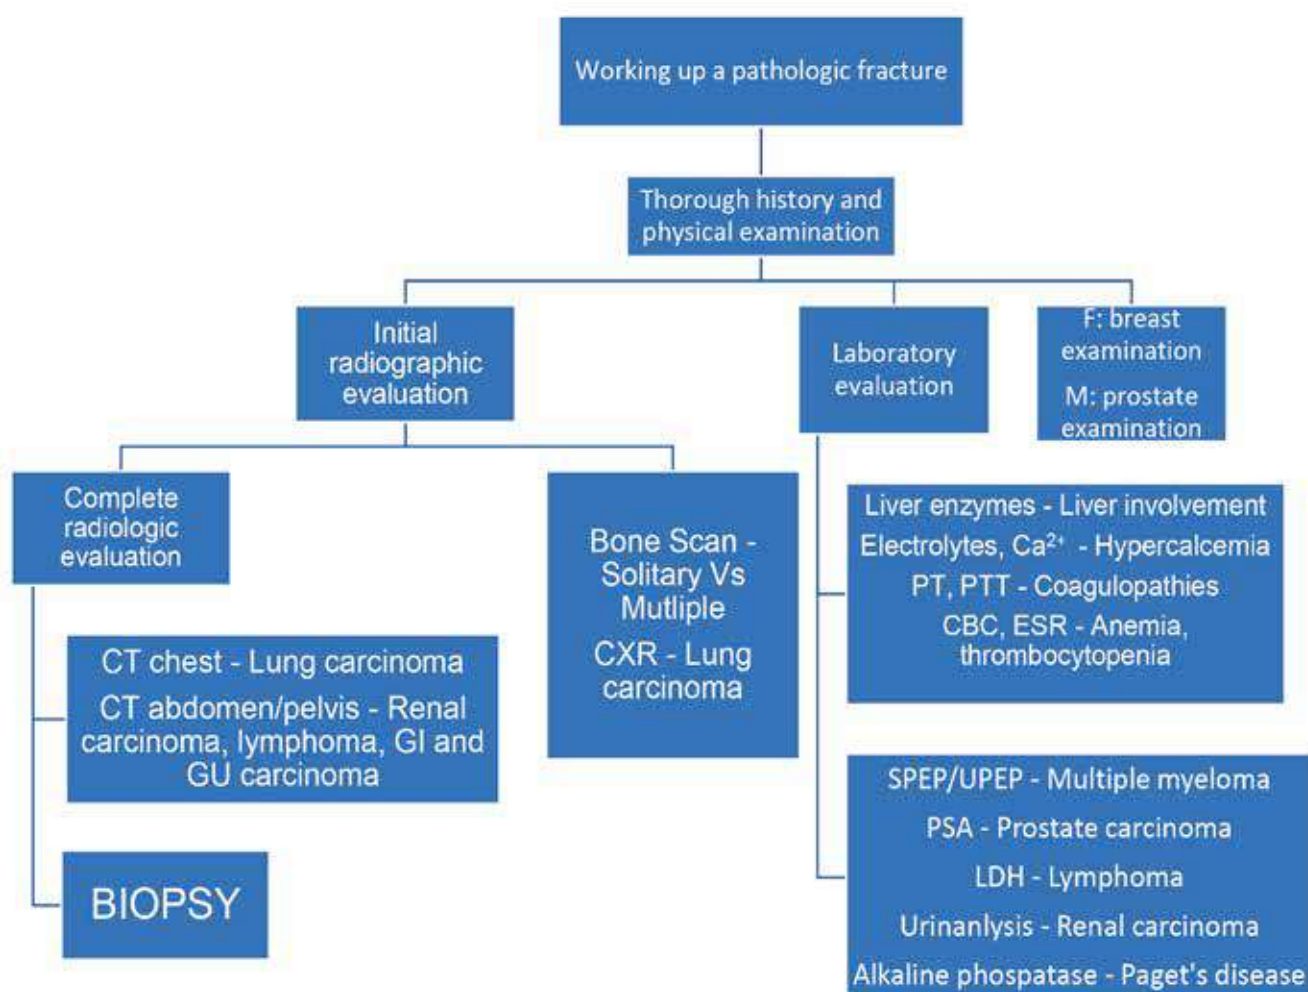 Working up a pathologic fracture
Thorough history and
physical examination
Initial
radiographic
evaluation
Laboratory
evaluation
F: breast
examination
M: prostate
examination
Complete
radiologic
evaluation
Bone Scan -
Solitary Vs
Mutliple
CXR - Lung
carcinoma
Liver enzymes - Liver involvement
Electrolytes, Ca²⁺ - Hypercalcemia
PT, PTT - Coagulopathies
CBC, ESR - Anemia,
thrombocytopenia
CT chest - Lung carcinoma
CT abdomen/pelvis - Renal
carcinoma, lymphoma, GI and
GU carcinoma
SPEP/UPEP - Multiple myeloma
PSA - Prostate carcinoma
LDH - Lymphoma
Urinanlysis - Renal carcinoma
Alkaline phospatase - Paget's disease
BIOPSY